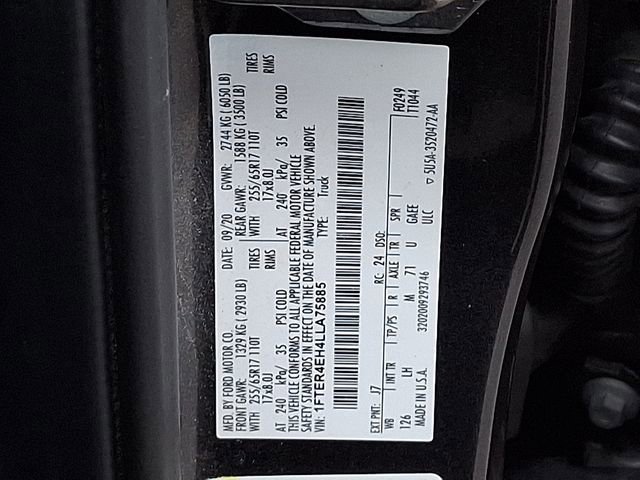 MFD. BY FORD MOTOR CO. DATE: 09/20 GVWR: 2744 KG (6050 LB)
FRONT GAWR: 1329 KG (2930 LB) REAR GAWR: 1588 KG (3500 LB)
WITH 255/65R17 110T TIRES WITH 255/65R17 110T TIRES
17x8.0J RIMS 17x8.0J RIMS
AT 240 kPa/ 35 PSI COLD AT 240 kPa/ 35 PSI COLD
THIS VEHICLE CONFORMS TO ALL APPLICABLE FEDERAL MOTOR VEHICLE
SAFETY STANDARDS IN EFFECT ON THE DATE OF MANUFACTURE SHOWN ABOVE.
VIN: 1FTER4EH4LLA75885 TYPE: Truck
EXT PNT: J7 RC: 24 DSO: F0249
WB INT TR TP/PS R AXLE TR SPR T1044
126 LH M 71 U GAEE
MADE IN U.S.A. 3202009293746 ULC ▽ 5U5A-3520472-AA